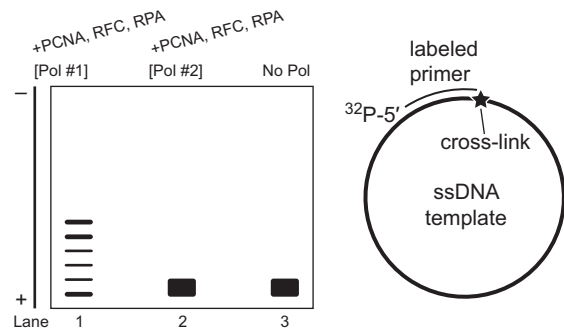 +PCNA, RFC, RPA +PCNA, RFC, RPA
[Pol #1] [Pol #2] No Pol
−
+
Lane 1 2 3
labeled
primer
³²P-5′
cross-link
ssDNA
template